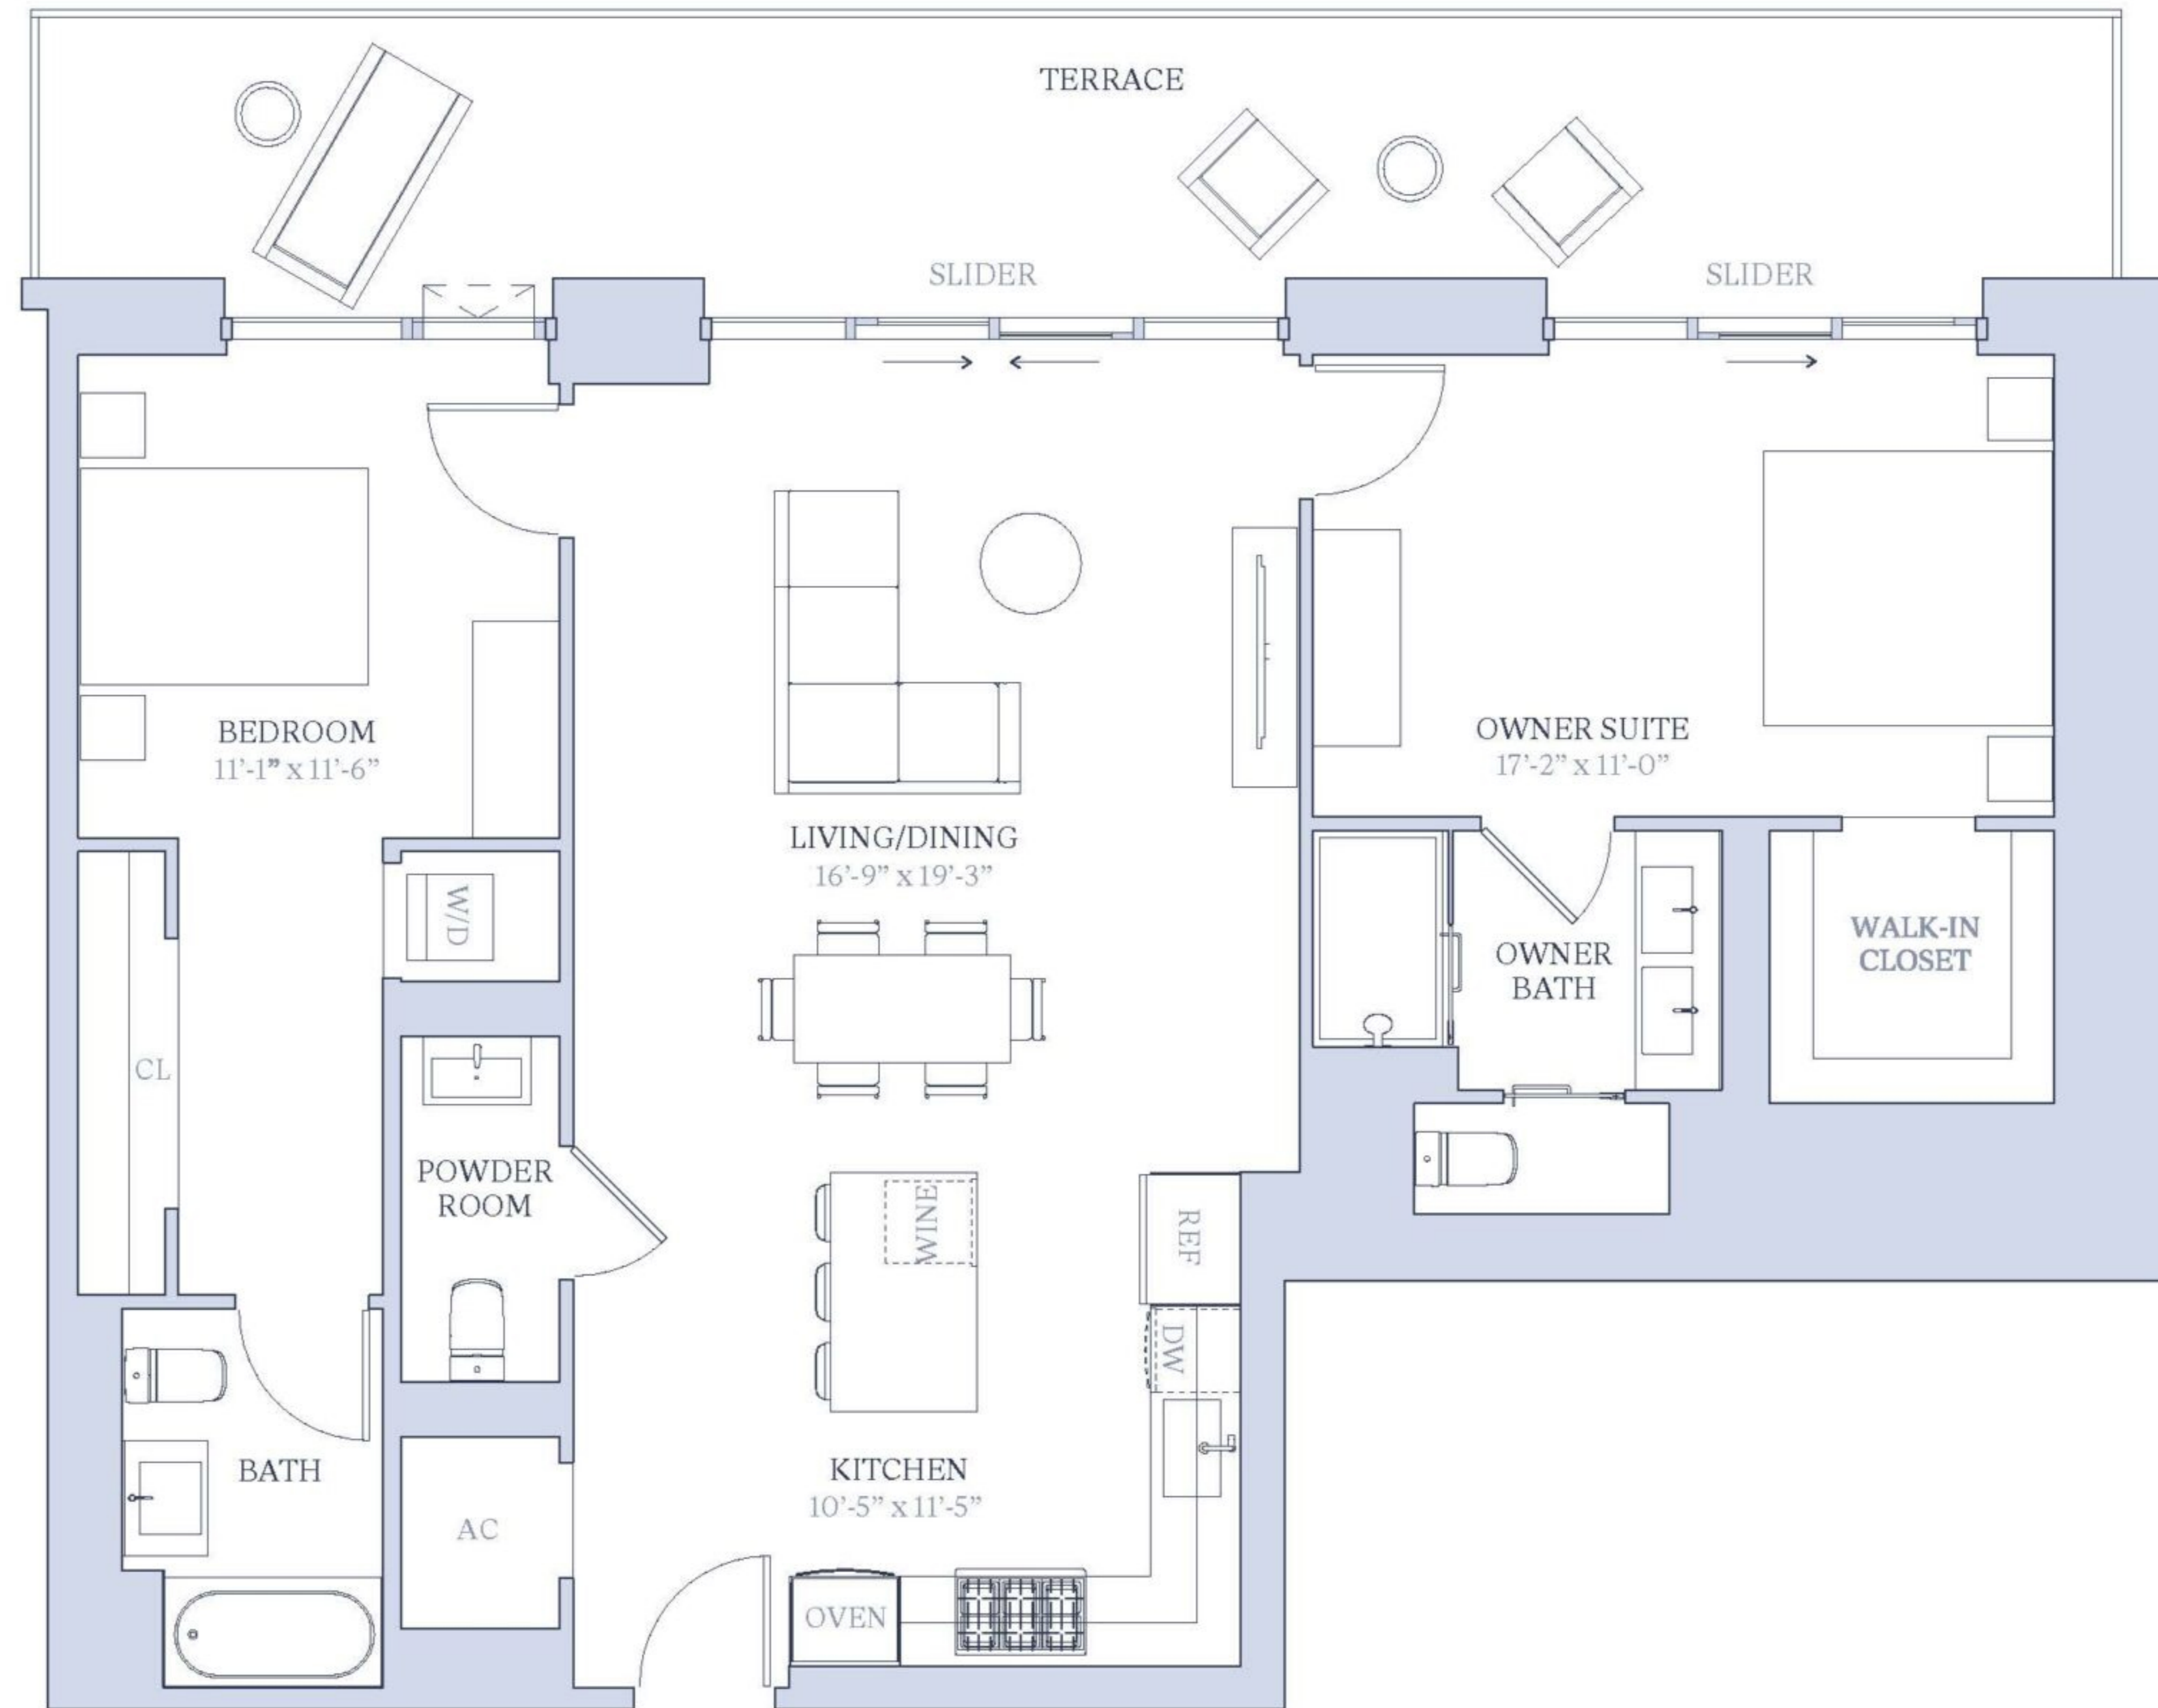 TERRACE
SLIDER
SLIDER
BEDROOM
11’-1” x 11’-6”
OWNER SUITE
17’-2” x 11’-0”
LIVING/DINING
16’-9” x 19’-3”
W/D
OWNER
BATH
WALK-IN
CLOSET
CL
POWDER
ROOM
WINE
REF
DW
BATH
KITCHEN
10’-5” x 11’-5”
AC
OVEN